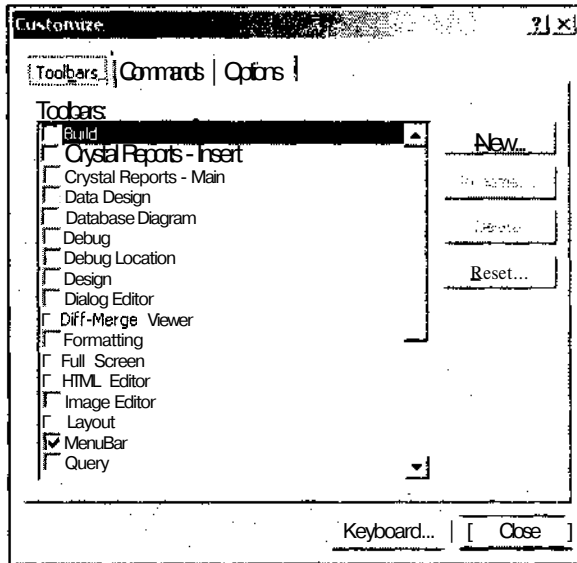 Customize
Toolbars Commands Options
Toolbars:
Build
Crystal Reports - Insert
Crystal Reports - Main
Data Design
Database Diagram
Debug
Debug Location
Design
Dialog Editor
Diff-Merge Viewer
Formatting
Full Screen
HTML Editor
Image Editor
Layout
MenuBar
Query
New...
Reset...
Keyboard...
Close